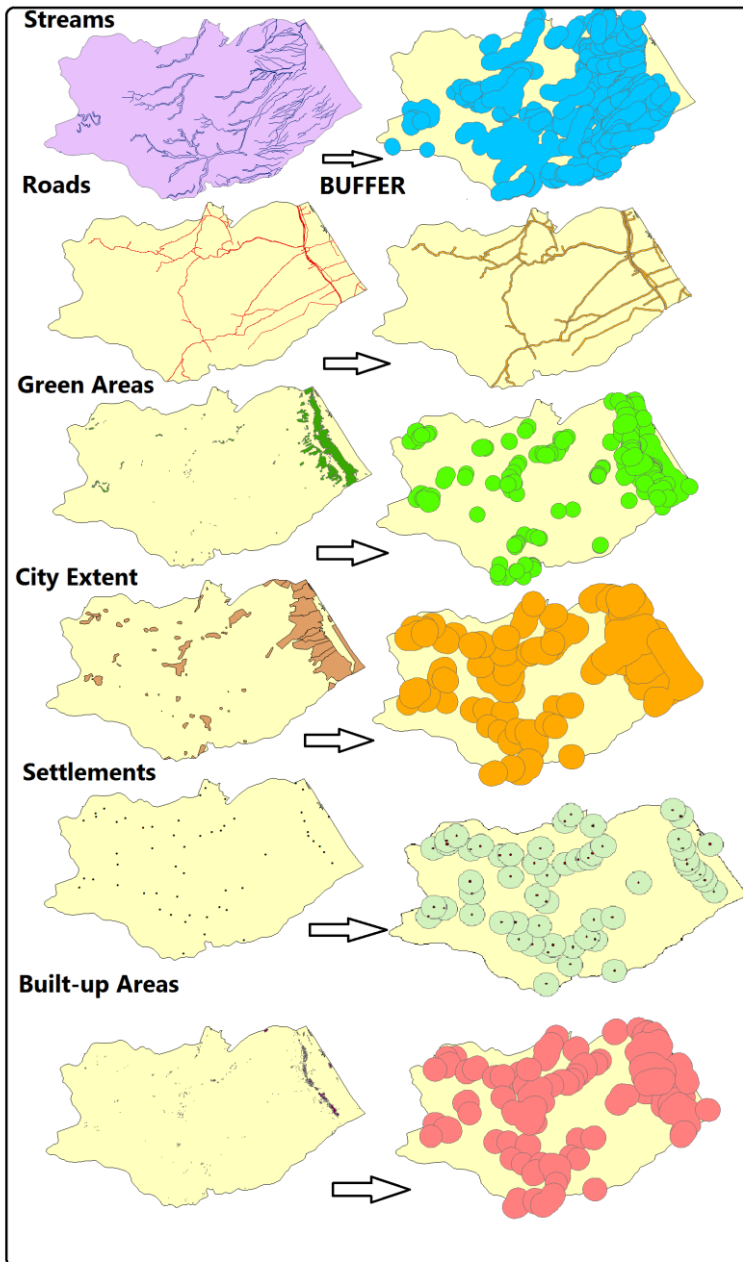 Streams
Roads
BUFFER
Green Areas
City Extent
Settlements
Built-up Areas